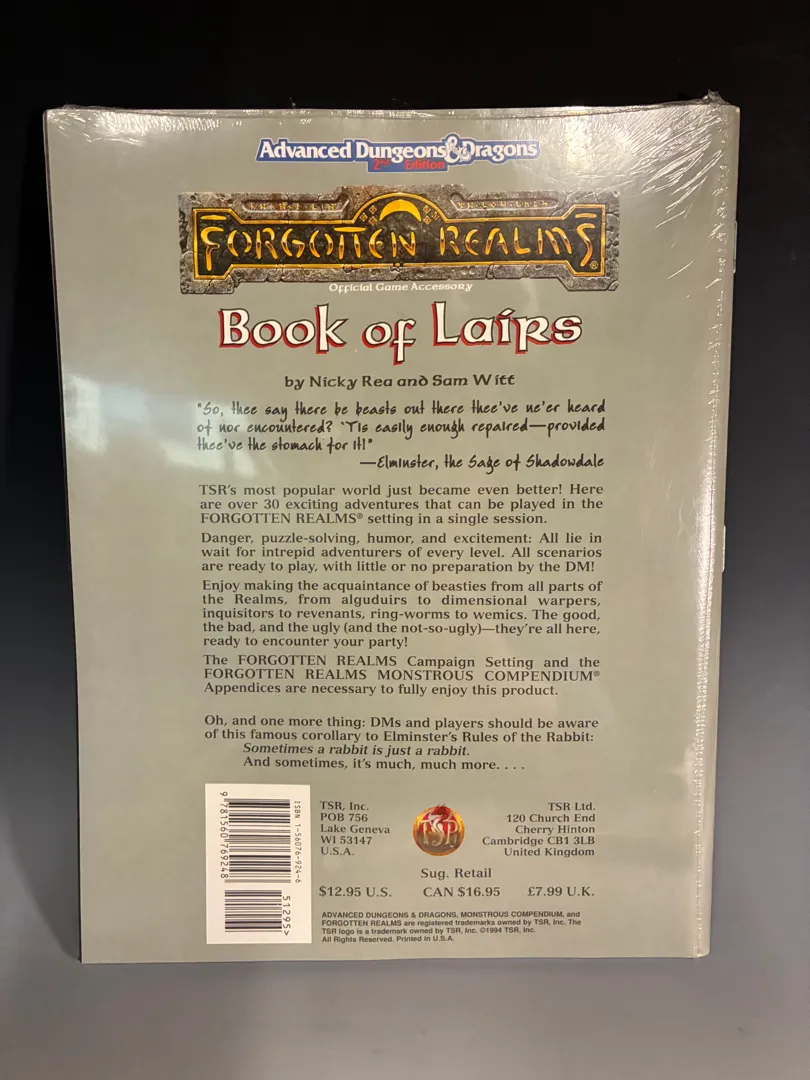 Advanced Dungeons & Dragons
2nd Edition
FORGOTTEN REALMS®
Official Game Accessory
Book of Lairs
by Nicky Rea and Sam Witt
"So, thee say there be beasts out there thee've ne'er heard
of nor encountered? 'Tis easily enough repaired—provided
thee've the stomach for it!"
—Elminster, the Sage of Shadowdale
TSR's most popular world just became even better! Here
are over 30 exciting adventures that can be played in the
FORGOTTEN REALMS® setting in a single session.
Danger, puzzle-solving, humor, and excitement: All lie in
wait for intrepid adventurers of every level. All scenarios
are ready to play, with little or no preparation by the DM!
Enjoy making the acquaintance of beasties from all parts of
the Realms, from alguduirs to dimensional warpers,
inquisitors to revenants, ring-worms to wemics. The good,
the bad, and the ugly (and the not-so-ugly)—they're all here,
ready to encounter your party!
The FORGOTTEN REALMS Campaign Setting and the
FORGOTTEN REALMS MONSTROUS COMPENDIUM®
Appendices are necessary to fully enjoy this product.
Oh, and one more thing: DMs and players should be aware
of this famous corollary to Elminster's Rules of the Rabbit:
Sometimes a rabbit is just a rabbit.
And sometimes, it's much, much more. . . .
ISBN 1-56076-924-6
9 781560 769248
51295>
TSR, Inc.
POB 756
Lake Geneva
WI 53147
U.S.A.
TSR
TSR Ltd.
120 Church End
Cherry Hinton
Cambridge CB1 3LB
United Kingdom
Sug. Retail
$12.95 U.S. CAN $16.95 £7.99 U.K.
ADVANCED DUNGEONS & DRAGONS, MONSTROUS COMPENDIUM, and
FORGOTTEN REALMS are registered trademarks owned by TSR, Inc. The
TSR logo is a trademark owned by TSR, Inc. ©1994 TSR, Inc.
All Rights Reserved. Printed in U.S.A.